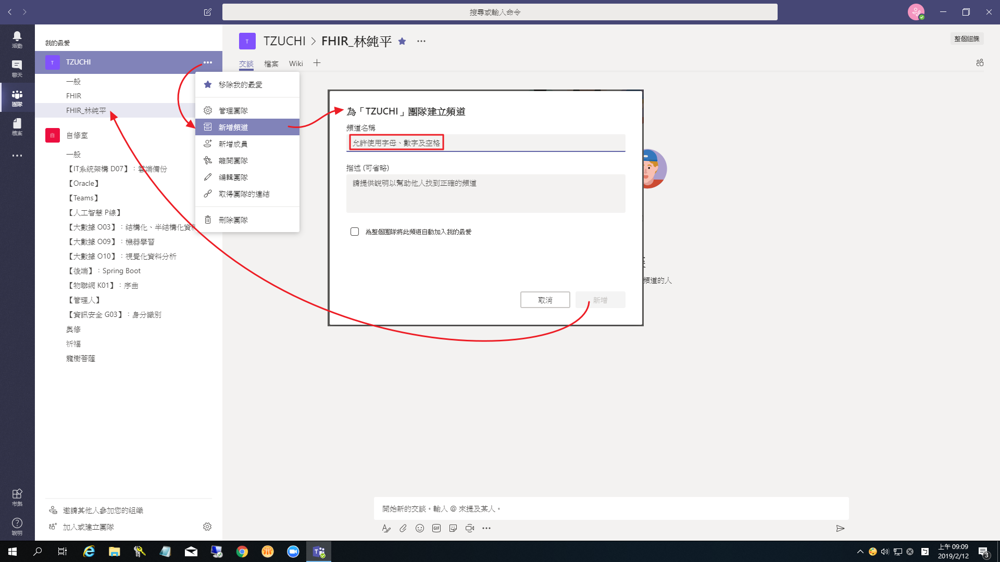 搜尋或輸入命令
活動
聊天
團隊
檔案
市集
說明
我的最愛
T
TZUCHI
一般
FHIR
FHIR_林純平
自
自修室
一般
【IT系統架構 D07】：雲端備份
【Oracle】
【Teams】
【人工智慧 P線】
【大數據 O03】：結構化、半結構化資料
【大數據 O09】：機器學習
【大數據 O10】：視覺化資料分析
【後端】：Spring Boot
【物聯網 K01】：序曲
【管理人】
【資訊安全 G03】：身分識別
奧修
祈福
龍樹菩薩
邀請其他人參加您的組織
加入或建立團隊
移除我的最愛
管理團隊
新增頻道
新增成員
離開團隊
編輯團隊
取得團隊的連結
刪除團隊
T
TZUCHI > FHIR_林純平
整個組織
交談 檔案 Wiki
為「TZUCHI」團隊建立頻道
頻道名稱
允許使用字母、數字及空格
描述 (可省略)
請提供說明以幫助他人找到正確的頻道
為整個團隊將此頻道自動加入我的最愛
取消 新增
頻道的人
開始新的交談。輸入 @ 來提及某人。
GIF
上午 09:09
2019/2/12
3